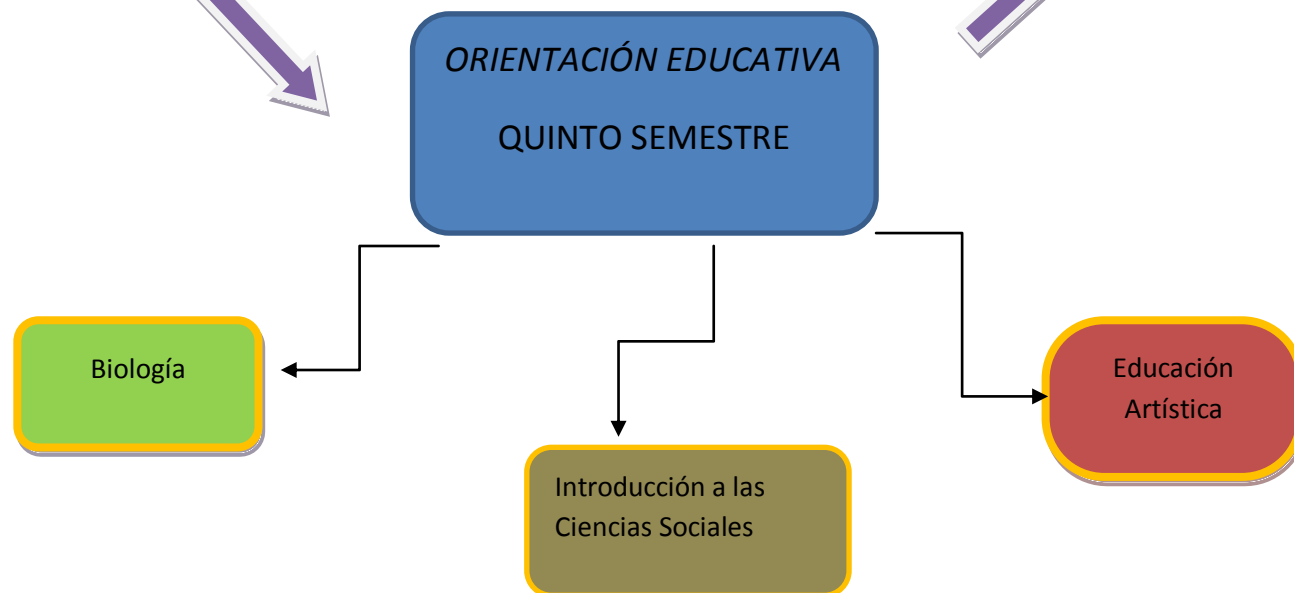 ORIENTACIÓN EDUCATIVA
QUINTO SEMESTRE
Biología
Introducción a las
Ciencias Sociales
Educación
Artística